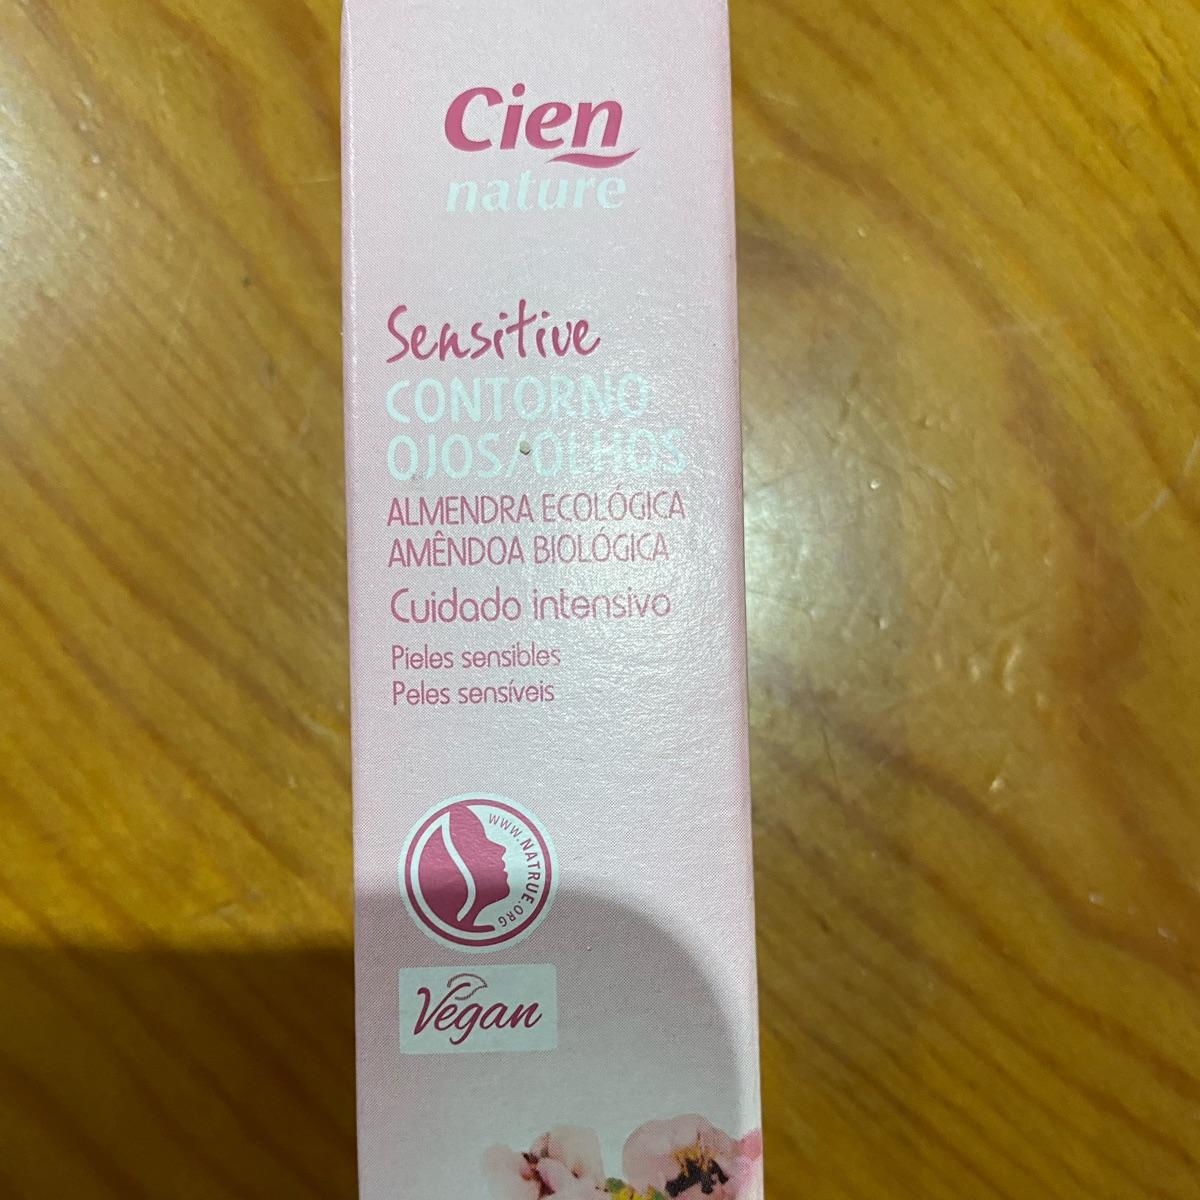 Cien
nature
Sensitive
CONTORNO
OJOS/OLHOS
ALMENDRA ECOLÓGICA
AMÊNDOA BIOLÓGICA
Cuidado intensivo
Pieles sensibles
Peles sensíveis
WWW.NATRUE.ORG
Vegan